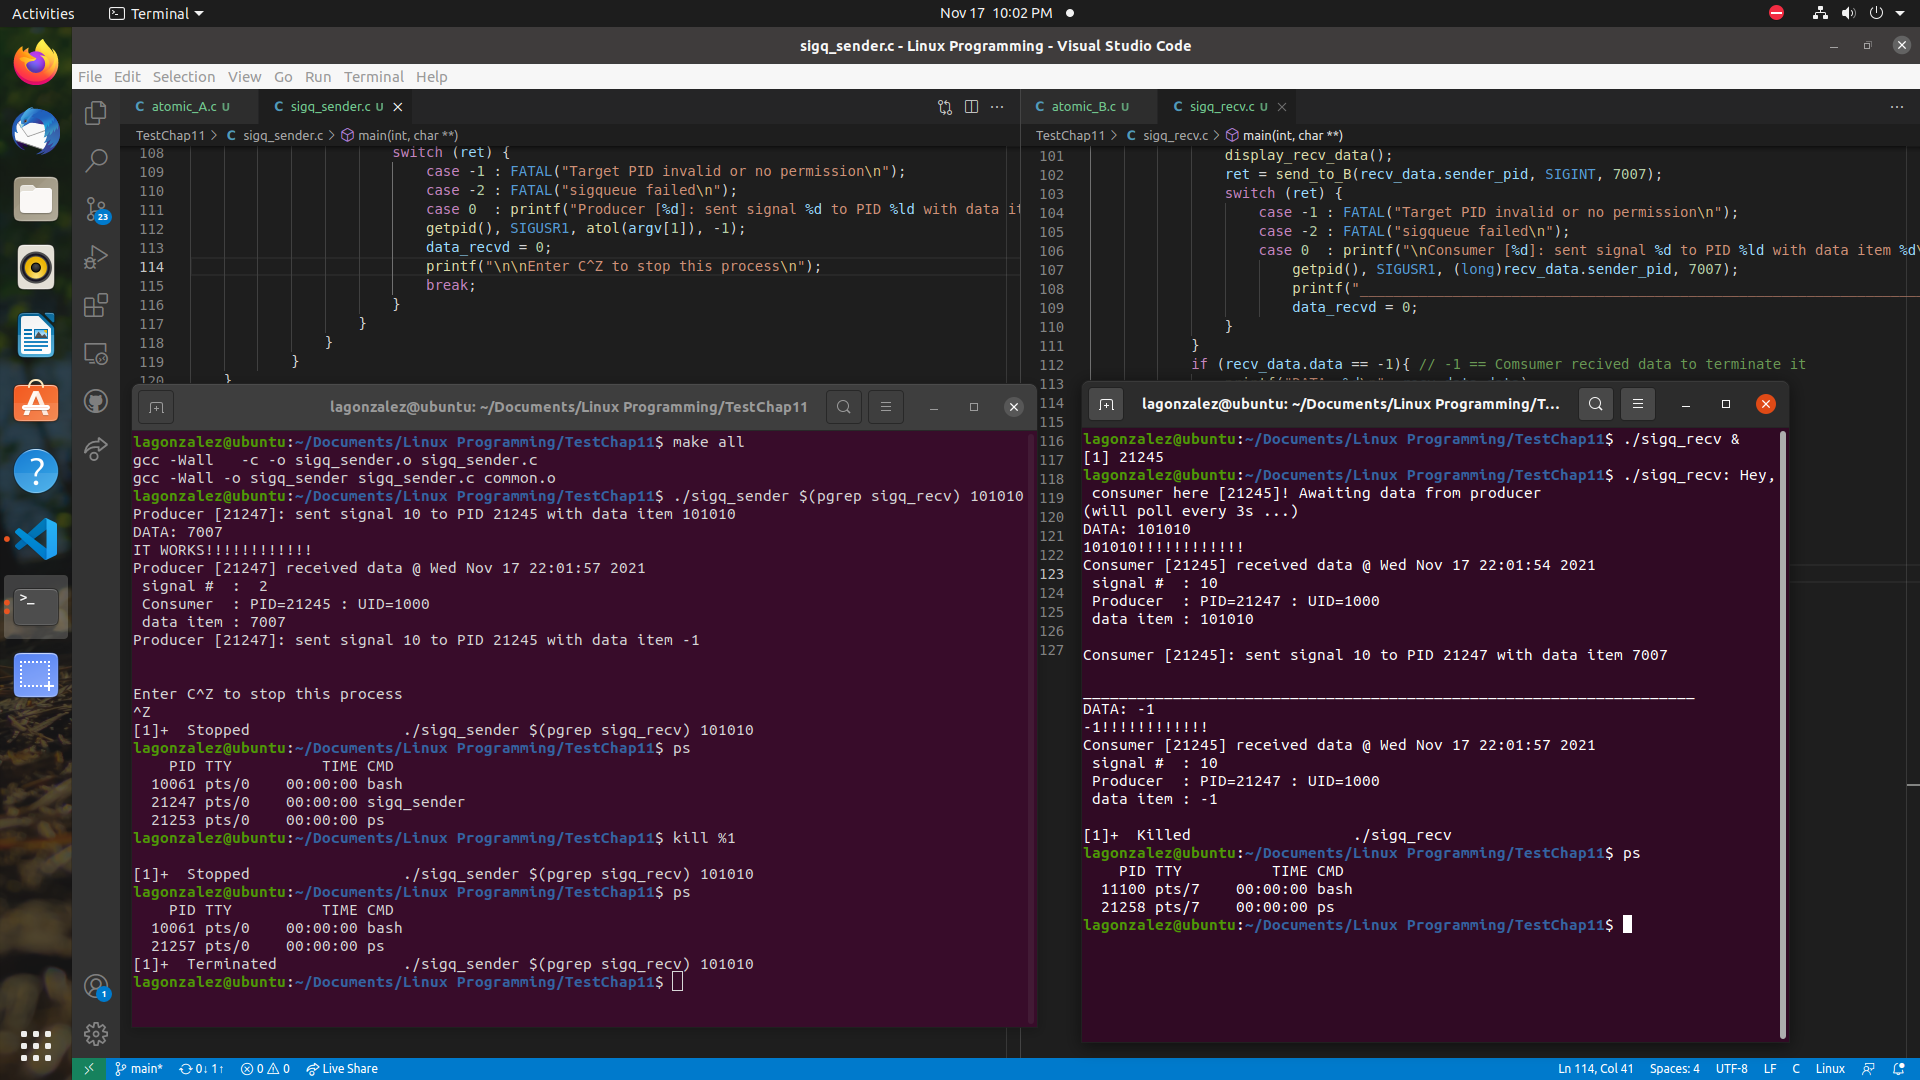 Activities
Terminal
Nov 17 10:02 PM
sigq_sender.c - Linux Programming - Visual Studio Code
File Edit Selection View Go Run Terminal Help
C atomic_A.c U
C sigq_sender.c U
TestChap11 > C sigq_sender.c > main(int, char **)
108 switch (ret) {
109 case -1 : FATAL("Target PID invalid or no permission\n");
110 case -2 : FATAL("sigqueue failed\n");
111 case 0  : printf("Producer [%d]: sent signal %d to PID %ld with data it
112 getpid(), SIGUSR1, atol(argv[1]), -1);
113 data_recvd = 0;
114 printf("\n\nEnter C^Z to stop this process\n");
115 break;
116 }
117 }
118 }
119 }
120 }
C atomic_B.c U
C sigq_recv.c U
TestChap11 > C sigq_recv.c > main(int, char **)
101 display_recv_data();
102 ret = send_to_B(recv_data.sender_pid, SIGINT, 7007);
103 switch (ret) {
104 case -1 : FATAL("Target PID invalid or no permission\n");
105 case -2 : FATAL("sigqueue failed\n");
106 case 0  : printf("\nConsumer [%d]: sent signal %d to PID %ld with data item %d\
107 getpid(), SIGUSR1, (long)recv_data.sender_pid, 7007);
108 printf("____________________________________________________________________
109 data_recvd = 0;
110 }
111 }
112 if (recv_data.data == -1){ // -1 == Comsumer recived data to terminate it
113
114
115
116
117
118
119
120
121
122
123
124
125
126
127
23
1
lagonzalez@ubuntu: ~/Documents/Linux Programming/TestChap11
lagonzalez@ubuntu:~/Documents/Linux Programming/TestChap11$ make all
gcc -Wall   -c -o sigq_sender.o sigq_sender.c
gcc -Wall -o sigq_sender sigq_sender.c common.o
lagonzalez@ubuntu:~/Documents/Linux Programming/TestChap11$ ./sigq_sender $(pgrep sigq_recv) 101010
Producer [21247]: sent signal 10 to PID 21245 with data item 101010
DATA: 7007
IT WORKS!!!!!!!!!!!!
Producer [21247] received data @ Wed Nov 17 22:01:57 2021
signal #  :  2
Consumer  : PID=21245 : UID=1000
data item : 7007
Producer [21247]: sent signal 10 to PID 21245 with data item -1
Enter C^Z to stop this process
^Z
[1]+  Stopped                 ./sigq_sender $(pgrep sigq_recv) 101010
lagonzalez@ubuntu:~/Documents/Linux Programming/TestChap11$ ps
PID TTY          TIME CMD
10061 pts/0    00:00:00 bash
21247 pts/0    00:00:00 sigq_sender
21253 pts/0    00:00:00 ps
lagonzalez@ubuntu:~/Documents/Linux Programming/TestChap11$ kill %1
[1]+  Stopped                 ./sigq_sender $(pgrep sigq_recv) 101010
lagonzalez@ubuntu:~/Documents/Linux Programming/TestChap11$ ps
PID TTY          TIME CMD
10061 pts/0    00:00:00 bash
21257 pts/0    00:00:00 ps
[1]+  Terminated              ./sigq_sender $(pgrep sigq_recv) 101010
lagonzalez@ubuntu:~/Documents/Linux Programming/TestChap11$
lagonzalez@ubuntu: ~/Documents/Linux Programming/T...
lagonzalez@ubuntu:~/Documents/Linux Programming/TestChap11$ ./sigq_recv &
[1] 21245
lagonzalez@ubuntu:~/Documents/Linux Programming/TestChap11$ ./sigq_recv: Hey,
consumer here [21245]! Awaiting data from producer
(will poll every 3s ...)
DATA: 101010
101010!!!!!!!!!!!!
Consumer [21245] received data @ Wed Nov 17 22:01:54 2021
signal #  : 10
Producer  : PID=21247 : UID=1000
data item : 101010
Consumer [21245]: sent signal 10 to PID 21247 with data item 7007
____________________________________________________________________
DATA: -1
-1!!!!!!!!!!!!
Consumer [21245] received data @ Wed Nov 17 22:01:57 2021
signal #  : 10
Producer  : PID=21247 : UID=1000
data item : -1
[1]+  Killed                  ./sigq_recv
lagonzalez@ubuntu:~/Documents/Linux Programming/TestChap11$ ps
PID TTY          TIME CMD
11100 pts/7    00:00:00 bash
21258 pts/7    00:00:00 ps
lagonzalez@ubuntu:~/Documents/Linux Programming/TestChap11$
main* 0↓ 1↑ 0 0 Live Share
Ln 114, Col 41 Spaces: 4 UTF-8 LF C Linux